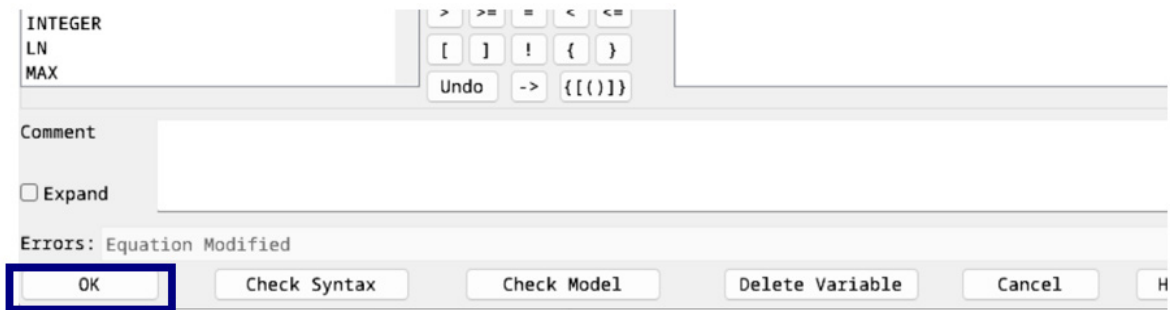 > >= = < <=
INTEGER
LN
MAX
[ ] ! { }
Undo -> {[()]}
Comment
Expand
Errors: Equation Modified
OK Check Syntax Check Model Delete Variable Cancel H